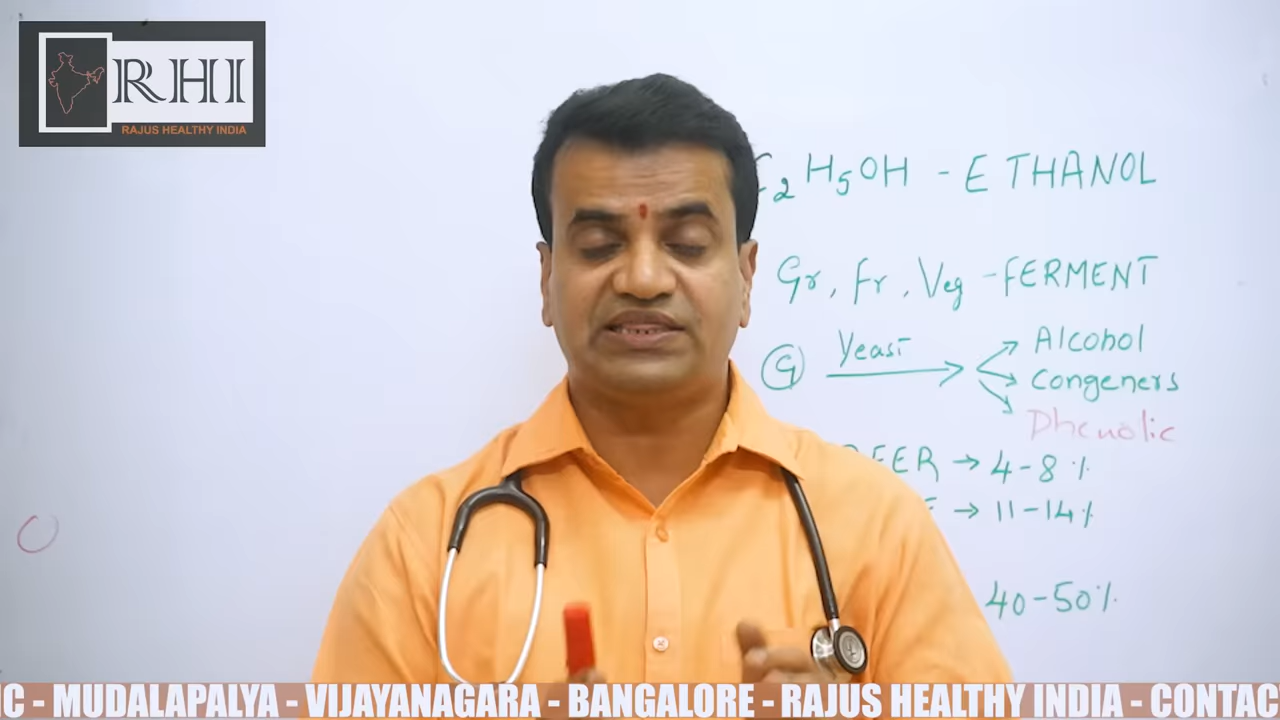 RHI
RAJUS HEALTHY INDIA
C2H5OH - ETHANOL
Gr, Fr, Veg - FERMENT
G Yeast → Alcohol
Congeners
Phenolic
EER → 4-8%
→ 11-14%
40-50%
IC - MUDALAPALYA - VIJAYANAGARA - BANGALORE - RAJUS HEALTHY INDIA - CONTAC